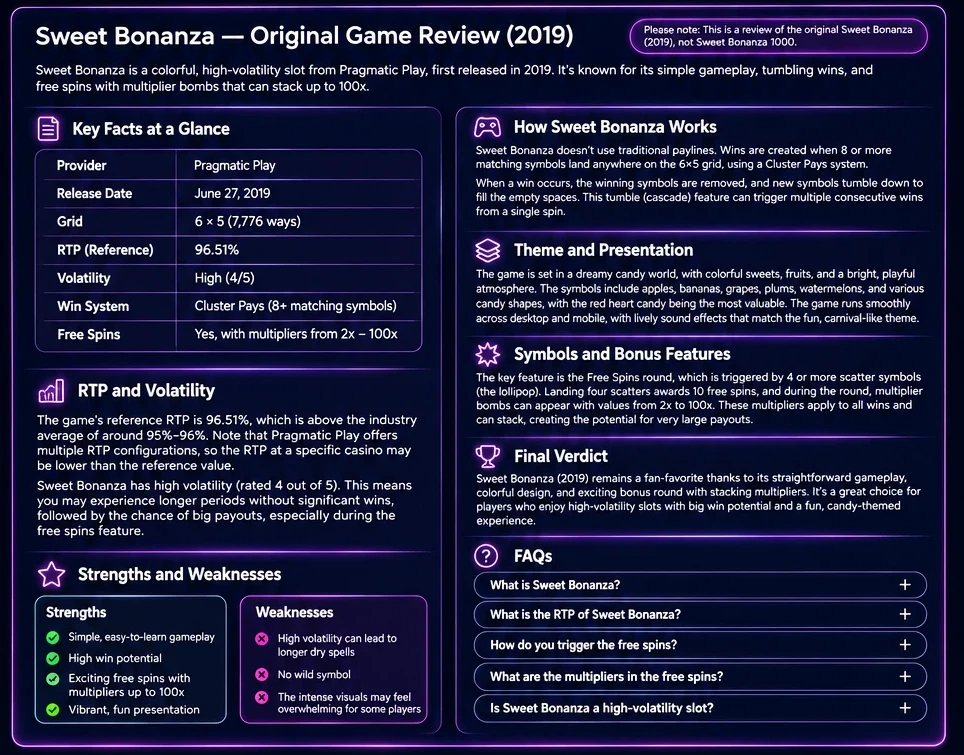 Sweet Bonanza — Original Game Review (2019)
Please note: This is a review of the original Sweet Bonanza
(2019), not Sweet Bonanza 1000.
Sweet Bonanza is a colorful, high-volatility slot from Pragmatic Play, first released in 2019. It's known for its simple gameplay, tumbling wins, and
free spins with multiplier bombs that can stack up to 100x.
Key Facts at a Glance
Provider Pragmatic Play
Release Date June 27, 2019
Grid 6 × 5 (7,776 ways)
RTP (Reference) 96.51%
Volatility High (4/5)
Win System Cluster Pays (8+ matching symbols)
Free Spins Yes, with multipliers from 2x – 100x
RTP and Volatility
The game's reference RTP is 96.51%, which is above the industry
average of around 95%–96%. Note that Pragmatic Play offers
multiple RTP configurations, so the RTP at a specific casino may
be lower than the reference value.
Sweet Bonanza has high volatility (rated 4 out of 5). This means
you may experience longer periods without significant wins,
followed by the chance of big payouts, especially during the
free spins feature.
Strengths and Weaknesses
Strengths
Simple, easy-to-learn gameplay
High win potential
Exciting free spins with
multipliers up to 100x
Vibrant, fun presentation
Weaknesses
High volatility can lead to
longer dry spells
No wild symbol
The intense visuals may feel
overwhelming for some players
How Sweet Bonanza Works
Sweet Bonanza doesn't use traditional paylines. Wins are created when 8 or more
matching symbols land anywhere on the 6×5 grid, using a Cluster Pays system.
When a win occurs, the winning symbols are removed, and new symbols tumble down to
fill the empty spaces. This tumble (cascade) feature can trigger multiple consecutive wins
from a single spin.
Theme and Presentation
The game is set in a dreamy candy world, with colorful sweets, fruits, and a bright, playful
atmosphere. The symbols include apples, bananas, grapes, plums, watermelons, and various
candy shapes, with the red heart candy being the most valuable. The game runs smoothly
across desktop and mobile, with lively sound effects that match the fun, carnival-like theme.
Symbols and Bonus Features
The key feature is the Free Spins round, which is triggered by 4 or more scatter symbols
(the lollipop). Landing four scatters awards 10 free spins, and during the round, multiplier
bombs can appear with values from 2x to 100x. These multipliers apply to all wins and
can stack, creating the potential for very large payouts.
Final Verdict
Sweet Bonanza (2019) remains a fan-favorite thanks to its straightforward gameplay,
colorful design, and exciting bonus round with stacking multipliers. It's a great choice for
players who enjoy high-volatility slots with big win potential and a fun, candy-themed
experience.
FAQs
What is Sweet Bonanza? +
What is the RTP of Sweet Bonanza? +
How do you trigger the free spins? +
What are the multipliers in the free spins? +
Is Sweet Bonanza a high-volatility slot? +